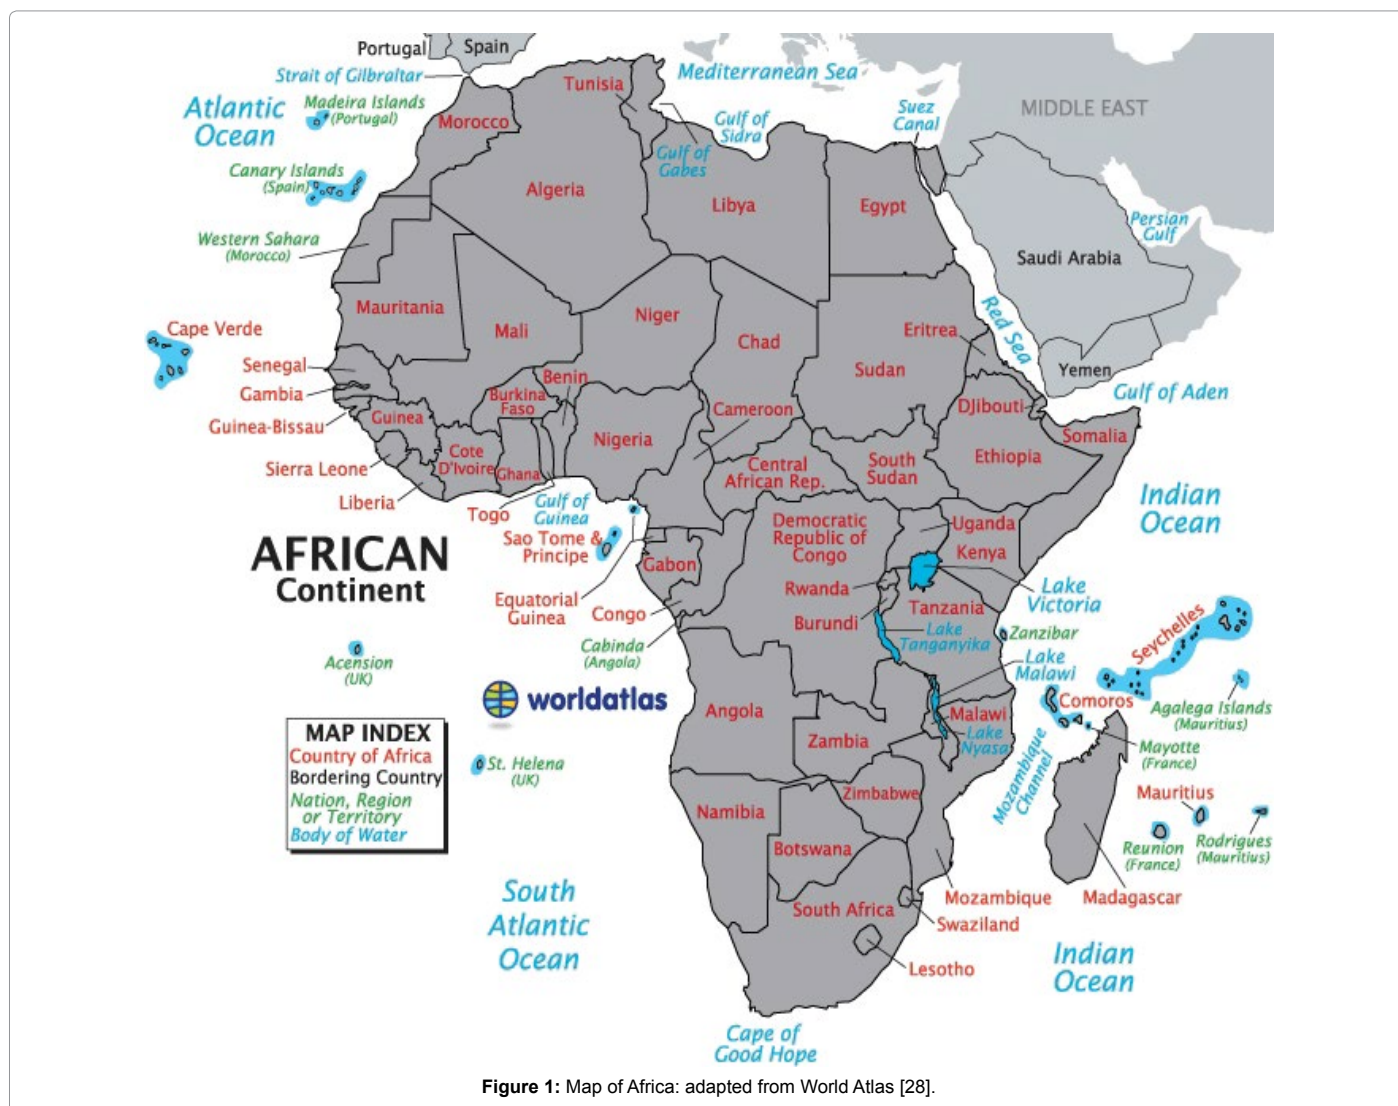 Portugal
Spain
Strait of Gilbraltar
Mediterranean Sea
Atlantic
Ocean
Madeira Islands
(Portugal)
Tunisia
Morocco
Gulf of
Sidra
Suez
Canal
MIDDLE EAST
Gulf of
Gabes
Canary Islands
(Spain)
Algeria
Libya
Egypt
Persian
Gulf
Western Sahara
(Morocco)
Saudi Arabia
Mauritania
Mali
Niger
Chad
Eritrea
Red Sea
Cape Verde
Sudan
Yemen
Senegal
Gambia
Benin
Burkina
Faso
Djibouti
Gulf of Aden
Guinea-Bissau
Guinea
Cameroon
Nigeria
Somalia
Cote
D'Ivoire
Ghana
Central
African Rep.
South
Sudan
Ethiopia
Sierra Leone
Liberia
Togo
Gulf of
Guinea
Indian
Ocean
Democratic
Republic of
Congo
Uganda
Kenya
Sao Tome &
Principe
Gabon
AFRICAN
Continent
Rwanda
Lake
Victoria
Equatorial
Guinea
Congo
Burundi
Tanzania
Lake
Tanganyika
Zanzibar
Seychelles
Cabinda
(Angola)
Acension
(UK)
Lake
Malawi
Comoros
Agalega Islands
(Mauritius)
worldatlas
Angola
Malawi
Lake
Nyasa
Zambia
Mozambique
Channel
Mayotte
(France)
MAP INDEX
Country of Africa
Bordering Country
Nation, Region
or Territory
Body of Water
St. Helena
(UK)
Namibia
Zimbabwe
Mauritius
Botswana
Reunion
(France)
Rodrigues
(Mauritius)
South
Atlantic
Ocean
South Africa
Mozambique
Swaziland
Madagascar
Lesotho
Indian
Ocean
Cape of
Good Hope
Figure 1: Map of Africa: adapted from World Atlas [28].